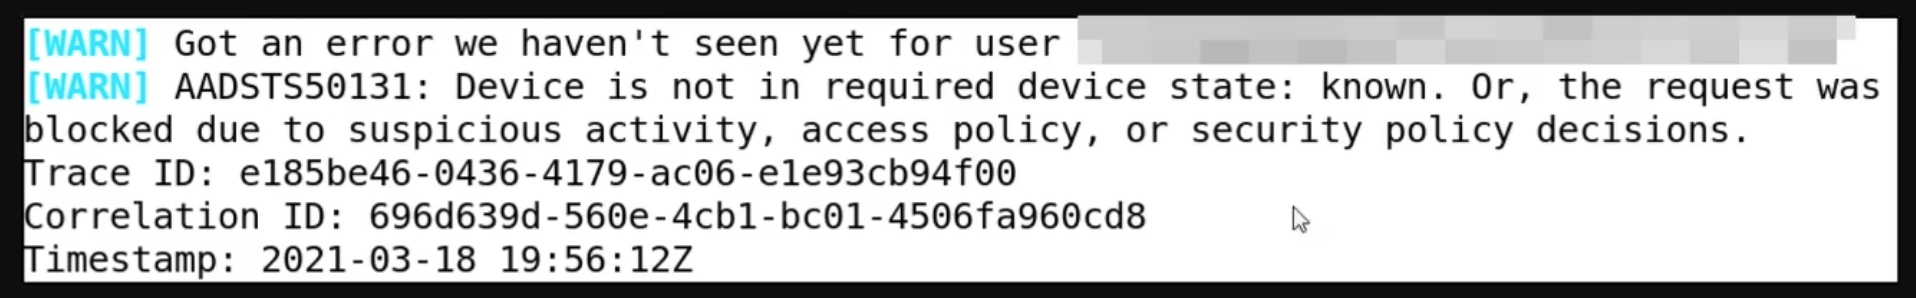 [WARN] Got an error we haven't seen yet for user
[WARN] AADSTS50131: Device is not in required device state: known. Or, the request was
blocked due to suspicious activity, access policy, or security policy decisions.
Trace ID: e185be46-0436-4179-ac06-e1e93cb94f00
Correlation ID: 696d639d-560e-4cb1-bc01-4506fa960cd8
Timestamp: 2021-03-18 19:56:12Z